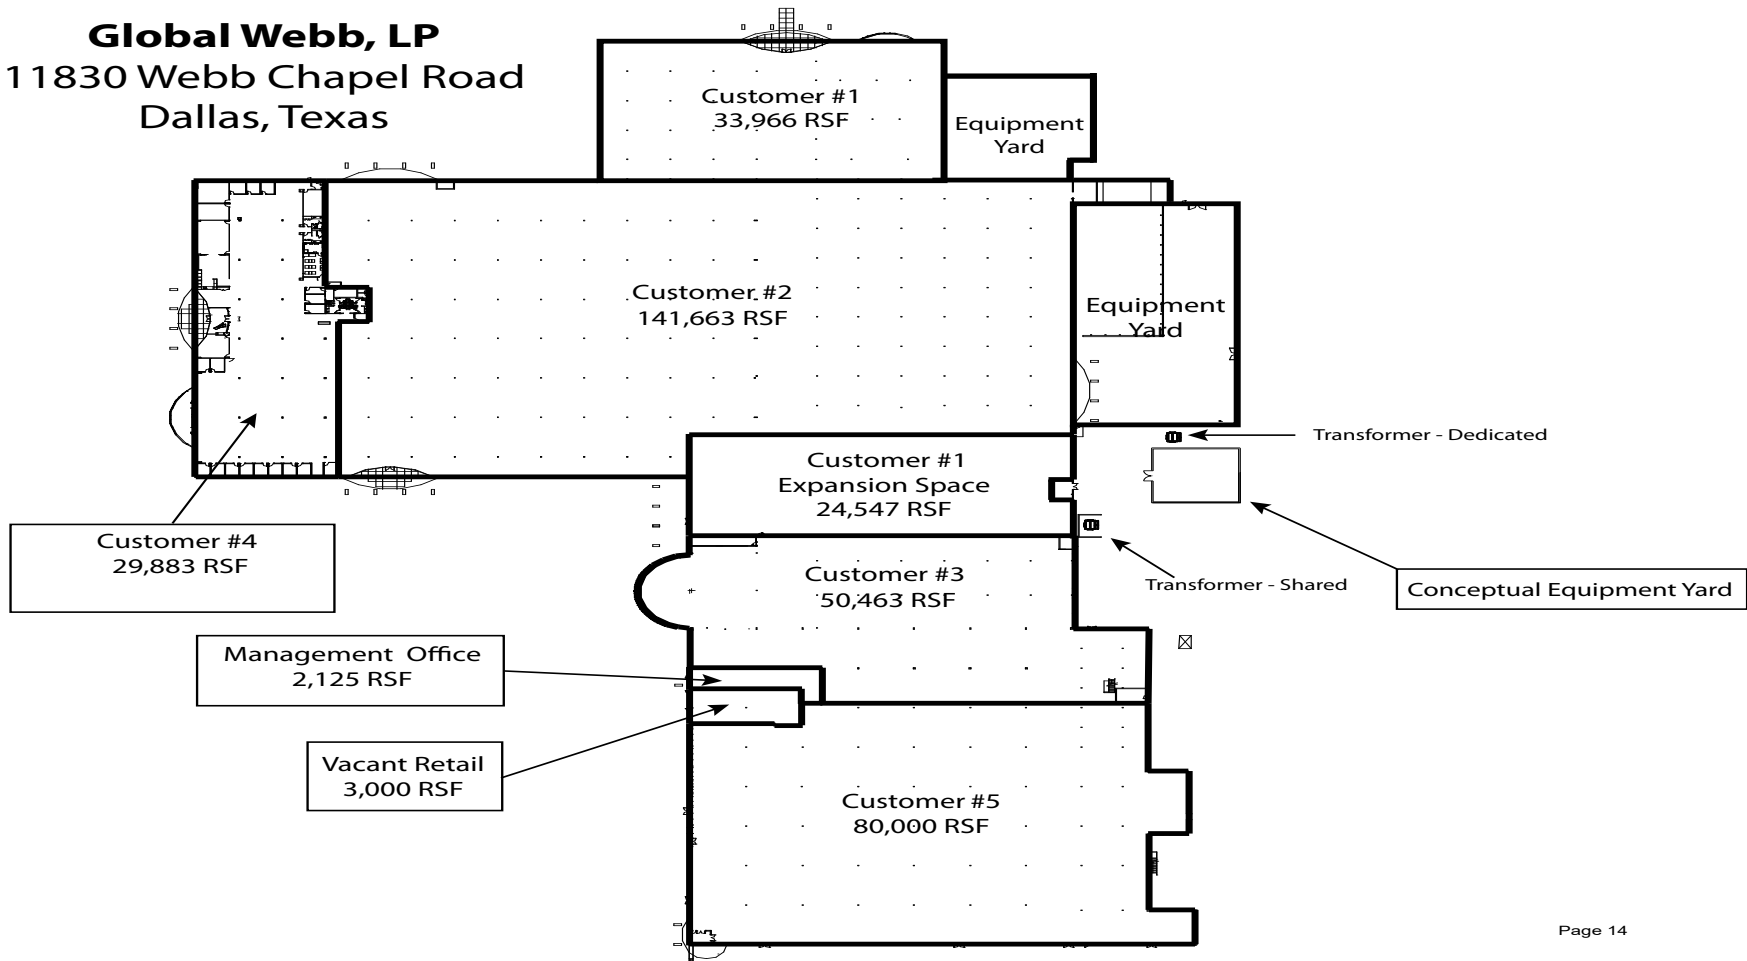 Global Webb, LP
11830 Webb Chapel Road
Dallas, Texas
Customer #1
33,966 RSF
Equipment
Yard
Customer #2
141,663 RSF
Equipment
Yard
Transformer - Dedicated
Customer #1
Expansion Space
24,547 RSF
Customer #4
29,883 RSF
Customer #3
50,463 RSF
Transformer - Shared
Conceptual Equipment Yard
Management Office
2,125 RSF
Vacant Retail
3,000 RSF
Customer #5
80,000 RSF
Page 14